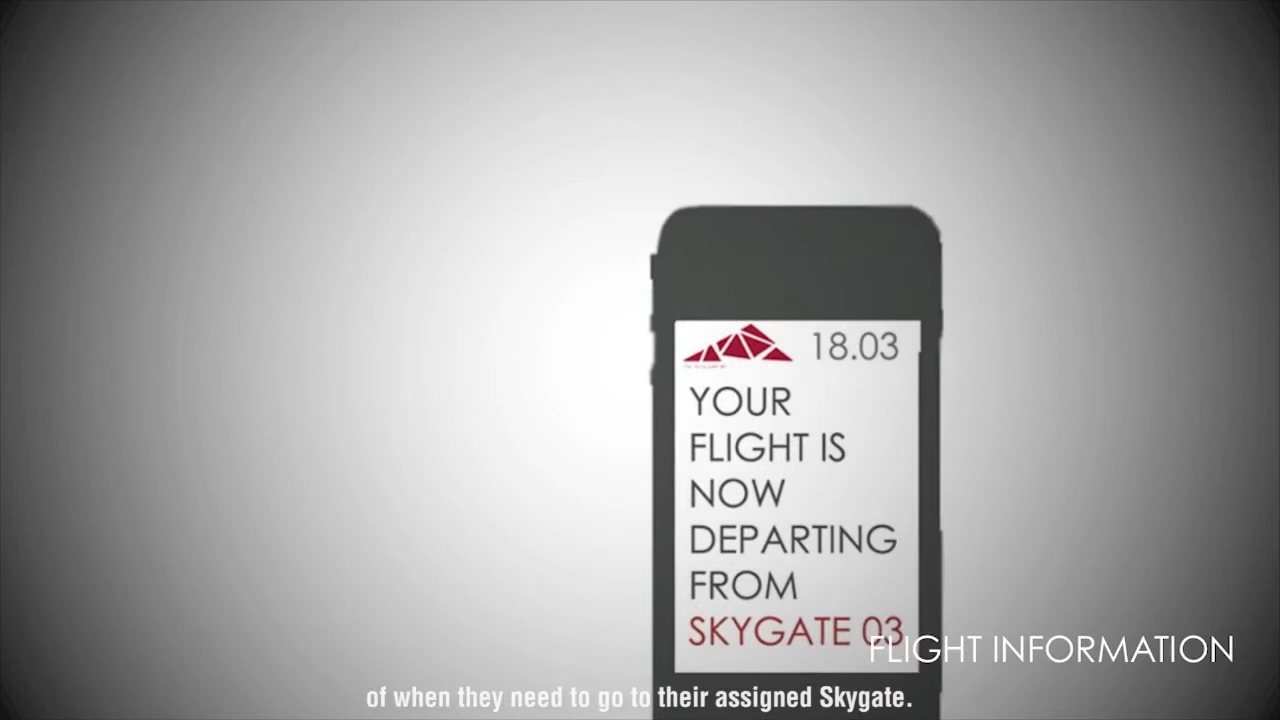 18.03
YOUR
FLIGHT IS
NOW
DEPARTING
FROM
SKYGATE 03
FLIGHT INFORMATION
of when they need to go to their assigned Skygate.